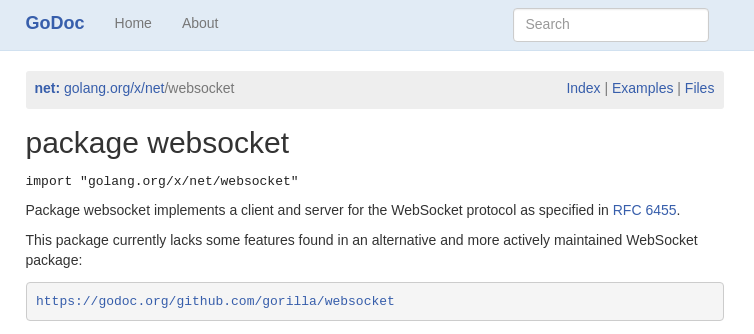 GoDoc Home About Search
net: golang.org/x/net/websocket Index | Examples | Files
package websocket
import "golang.org/x/net/websocket"
Package websocket implements a client and server for the WebSocket protocol as specified in RFC 6455.
This package currently lacks some features found in an alternative and more actively maintained WebSocket
package:
https://godoc.org/github.com/gorilla/websocket